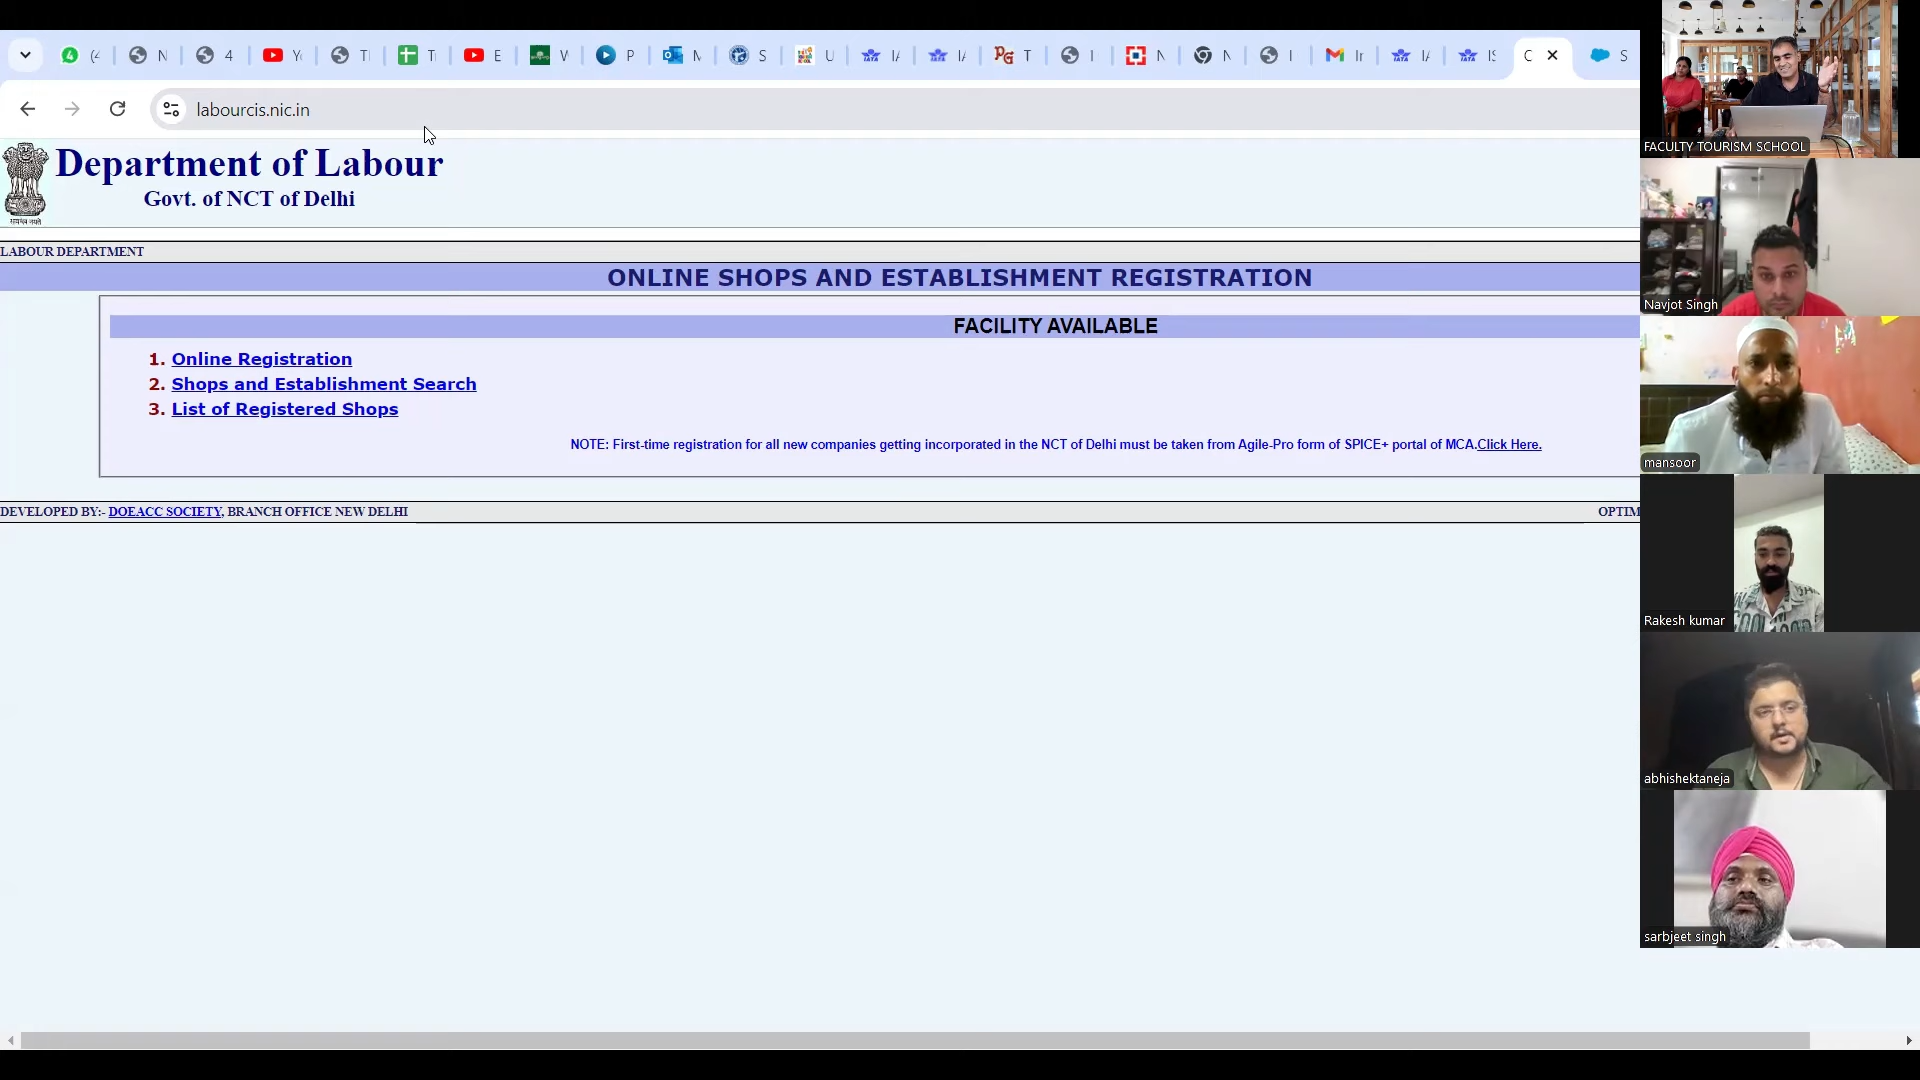 labourcis.nic.in
Department of Labour
Govt. of NCT of Delhi
LABOUR DEPARTMENT
ONLINE SHOPS AND ESTABLISHMENT REGISTRATION
FACILITY AVAILABLE
1. Online Registration
2. Shops and Establishment Search
3. List of Registered Shops
NOTE: First-time registration for all new companies getting incorporated in the NCT of Delhi must be taken from Agile-Pro form of SPICE+ portal of MCA.Click Here.
DEVELOPED BY:- DOEACC SOCIETY, BRANCH OFFICE NEW DELHI
OPTIM
FACULTY TOURISM SCHOOL
Navjot Singh
mansoor
Rakesh kumar
abhishektaneja
sarbjeet singh